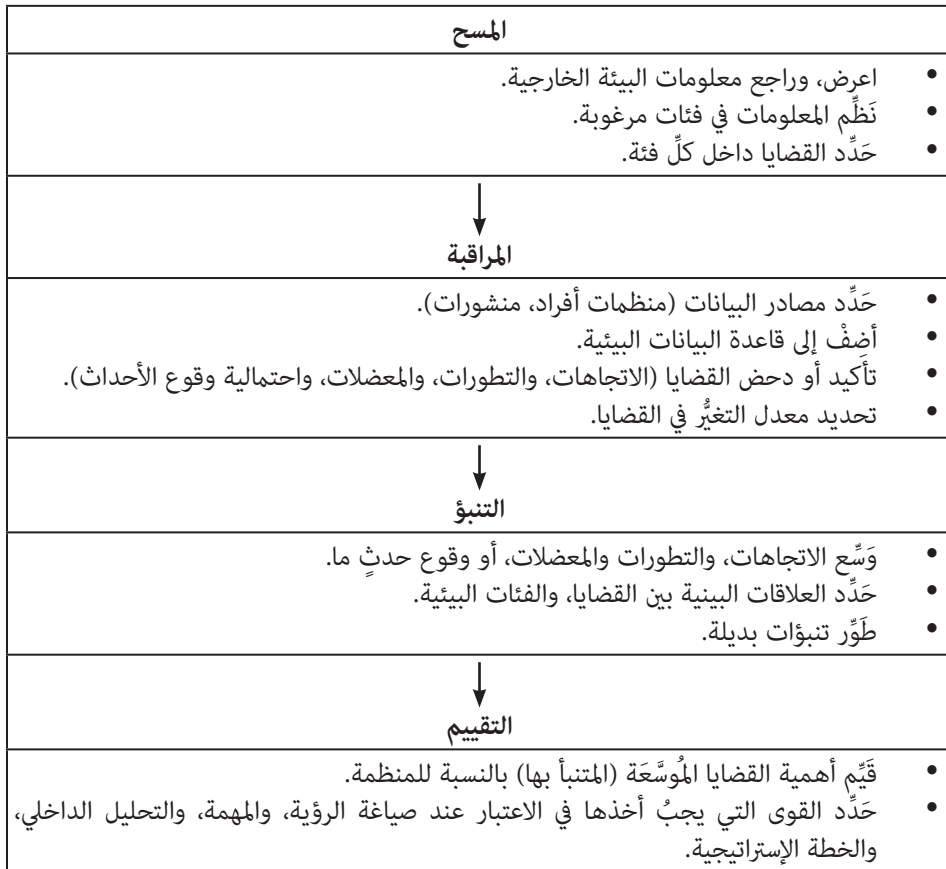 المسح
• اعرض، وراجع معلومات البيئة الخارجية.
• نَظِّم المعلومات في فئات مرغوبة.
• حَدِّد القضايا داخل كلِّ فئة.
المراقبة
• حَدِّد مصادر البيانات (منظمات أفراد، منشورات).
• أضِفْ إلى قاعدة البيانات البيئية.
• تأكيد أو دحض القضايا (الاتجاهات، والتطورات، والمعضلات، واحتمالية وقوع الأحداث).
• تحديد معدل التغيُّر في القضايا.
التنبؤ
• وَسِّع الاتجاهات، والتطورات والمعضلات، أو وقوع حدثٍ ما.
• حَدِّد العلاقات البينية بين القضايا، والفئات البيئية.
• طَوِّر تنبؤات بديلة.
التقييم
• قَيِّم أهمية القضايا المُوسَّعَة (المتنبأ بها) بالنسبة للمنظمة.
• حَدِّد القوى التي يجبُ أخذها في الاعتبار عند صياغة الرؤية، والمهمة، والتحليل الداخلي،
والخطة الإستراتيجية.